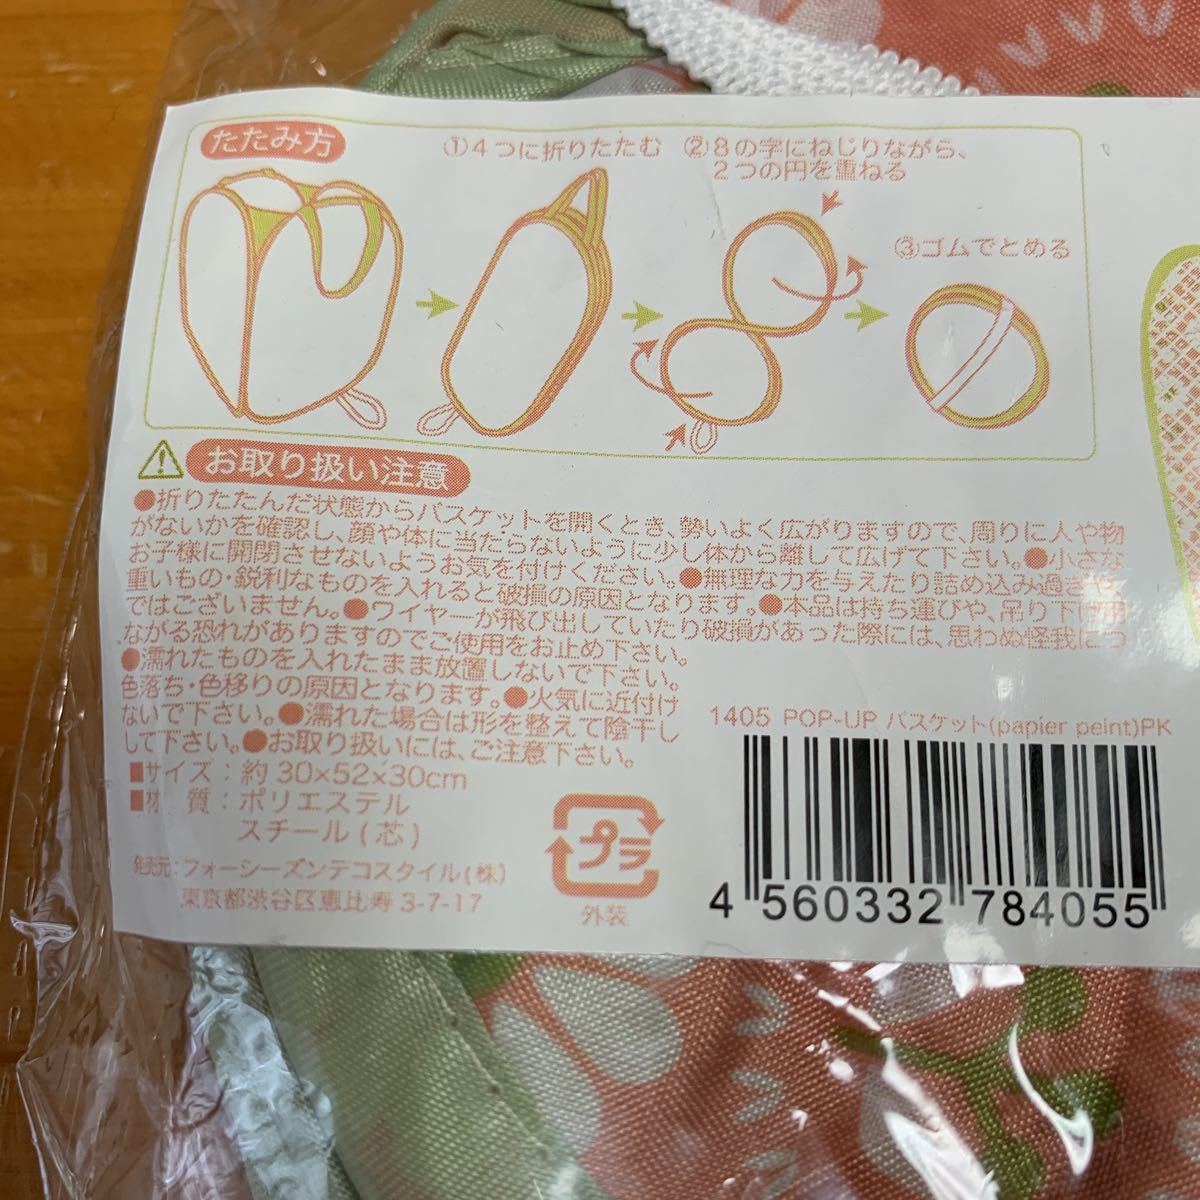 たたみ方
①4つに折りたたむ
②8の字にねじりながら、
2つの円を重ねる
③ゴムでとめる
お取り扱い注意
●折りたたんだ状態からバスケットを開くとき、勢いよく広がりますので、周りに人や物
がないかを確認し、顔や体に当たらないように少し体から離して広げて下さい。●小さな
お子様に開閉させないようお気を付けください。●無理な力を与えたり詰め込み過ぎや、
重いもの・鋭利なものを入れると破損の原因となります。●本品は持ち運びや、吊り下げ用
ではございません。●ワイヤーが飛び出していたり破損があった際には、思わぬ怪我につ
ながる恐れがありますのでご使用をお止め下さい。
●濡れたものを入れたまま放置しないで下さい。
色落ち・色移りの原因となります。●火気に近付け
ないで下さい。●濡れた場合は形を整えて陰干し
して下さい。●お取り扱いには、ご注意下さい。
■サイズ：約 30×52×30cm
■材　質：ポリエステル
スチール(芯)
発売元：フォーシーズンデコスタイル(株)
東京都渋谷区恵比寿 3-7-17
プラ
外装
1405 POP-UP バスケット(papier peint)PK
4 560332 784055